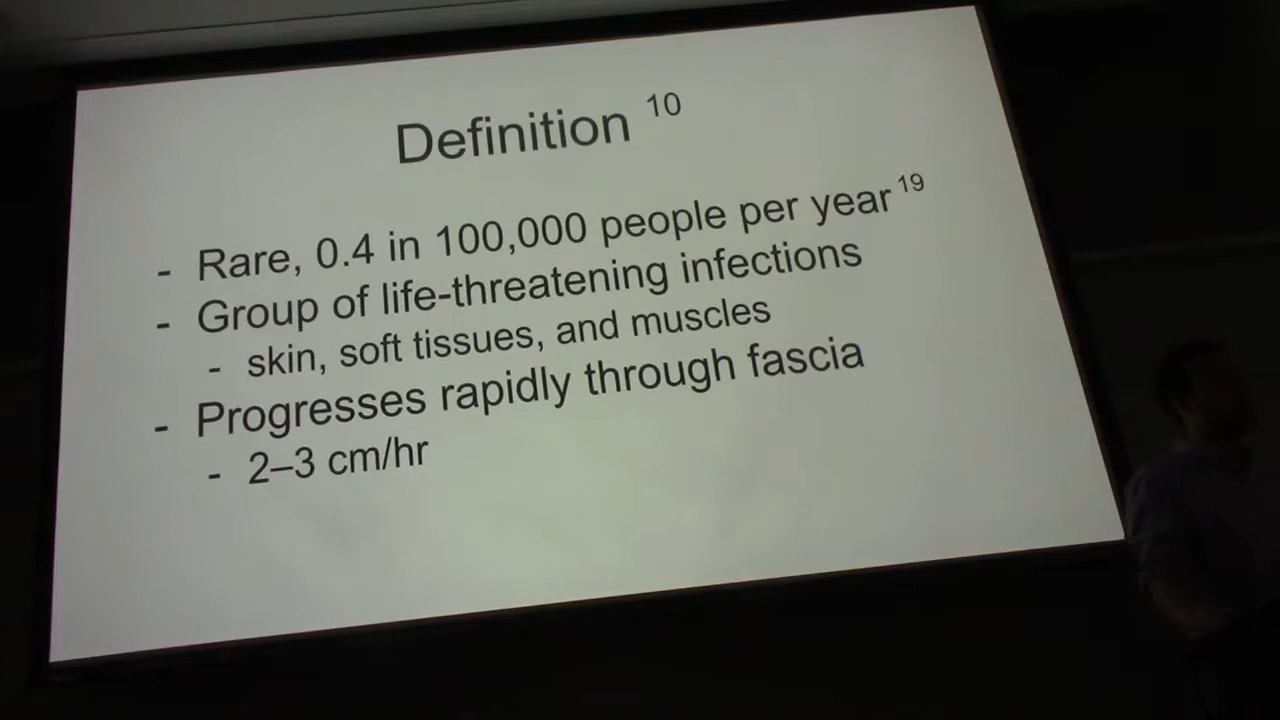 Definition 10
- Rare, 0.4 in 100,000 people per year 19
- Group of life-threatening infections
- skin, soft tissues, and muscles
- Progresses rapidly through fascia
- 2–3 cm/hr